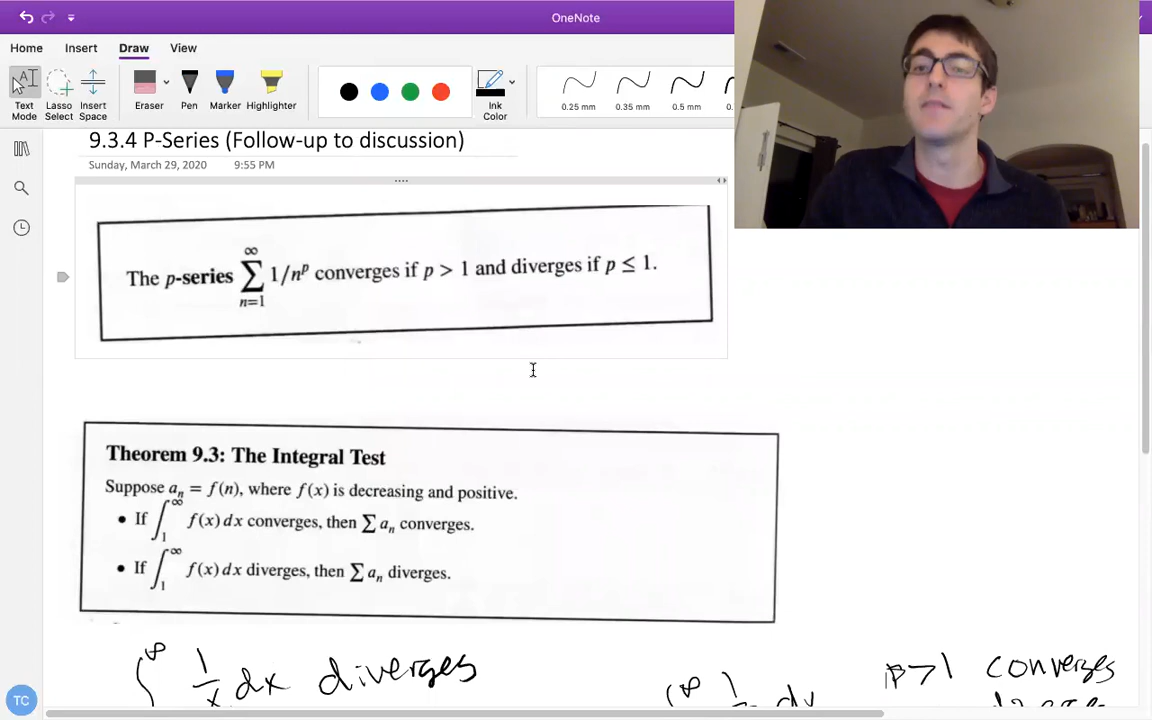 OneNote
Home Insert Draw View
Text Mode
Lasso Select
Insert Space
Eraser
Pen
Marker
Highlighter
Ink Color
0.25 mm
0.35 mm
0.5 mm
9.3.4 P-Series (Follow-up to discussion)
Sunday, March 29, 2020 9:55 PM
The p-series ∑_{n=1}^{∞} 1/n^p converges if p > 1 and diverges if p ≤ 1.
Theorem 9.3: The Integral Test
Suppose a_n = f(n), where f(x) is decreasing and positive.
• If ∫_1^∞ f(x) dx converges, then ∑ a_n converges.
• If ∫_1^∞ f(x) dx diverges, then ∑ a_n diverges.
∫^∞ 1/x dx diverges
p>1 converges
TC